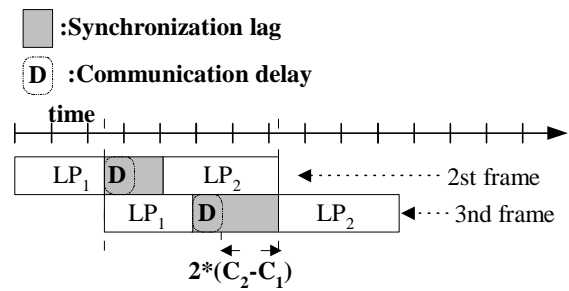 :Synchronization lag
D :Communication delay
time
LP1 D LP2 2st frame
LP1 D LP2 3nd frame
2*(C2-C1)